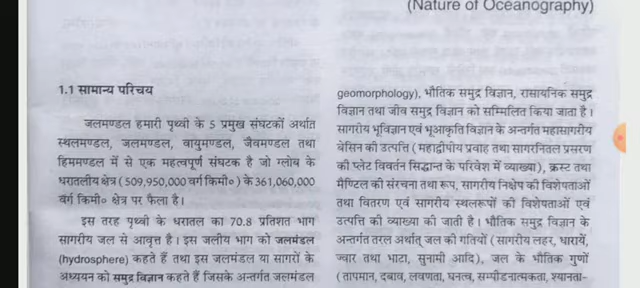 (Nature of Oceanography)
1.1 सामान्य परिचय
जलमण्डल हमारी पृथ्वी के 5 प्रमुख संघटकों अर्थात
स्थलमण्डल, जलमण्डल, वायुमण्डल, जैवमण्डल तथा
हिममण्डल में से एक महत्वपूर्ण संघटक है जो ग्लोब के
धरातलीय क्षेत्र (509,950,000 वर्ग किमी०) के 361,060,000
वर्ग किमी० क्षेत्र पर फैला है।
इस तरह पृथ्वी के धरातल का 70.8 प्रतिशत भाग
सागरीय जल से आवृत्त है। इस जलीय भाग को जलमंडल
(hydrosphere) कहते हैं तथा इस जलमंडल या सागरों के
अध्ययन को समुद्र विज्ञान कहते हैं जिसके अन्तर्गत जलमंडल
geomorphology), भौतिक समुद्र विज्ञान, रासायनिक समुद्र
विज्ञान तथा जीव समुद्र विज्ञान को सम्मिलित किया जाता है।
सागरीय भूविज्ञान एवं भूआकृति विज्ञान के अन्तर्गत महासागरीय
बेसिन की उत्पत्ति (महाद्वीपीय प्रवाह तथा सागरनितल प्रसरण
की प्लेट विवर्तन सिद्धान्त के परिवेश में व्याख्या), क्रस्ट तथा
मैण्टिल की संरचना तथा रूप, सागरीय निक्षेप की विशेषताओं
तथा वितरण एवं सागरीय स्थलरूपों की विशेषताओं एवं
उत्पत्ति की व्याख्या की जाती है। भौतिक समुद्र विज्ञान के
अन्तर्गत तरल अर्थात् जल की गतियों (सागरीय लहर, धारायें,
ज्वार तथा भाटा, सुनामी आदि), जल के भौतिक गुणों
(तापमान, दबाव, लवणता, घनत्व, सम्पीडनात्मकता, श्यानता-